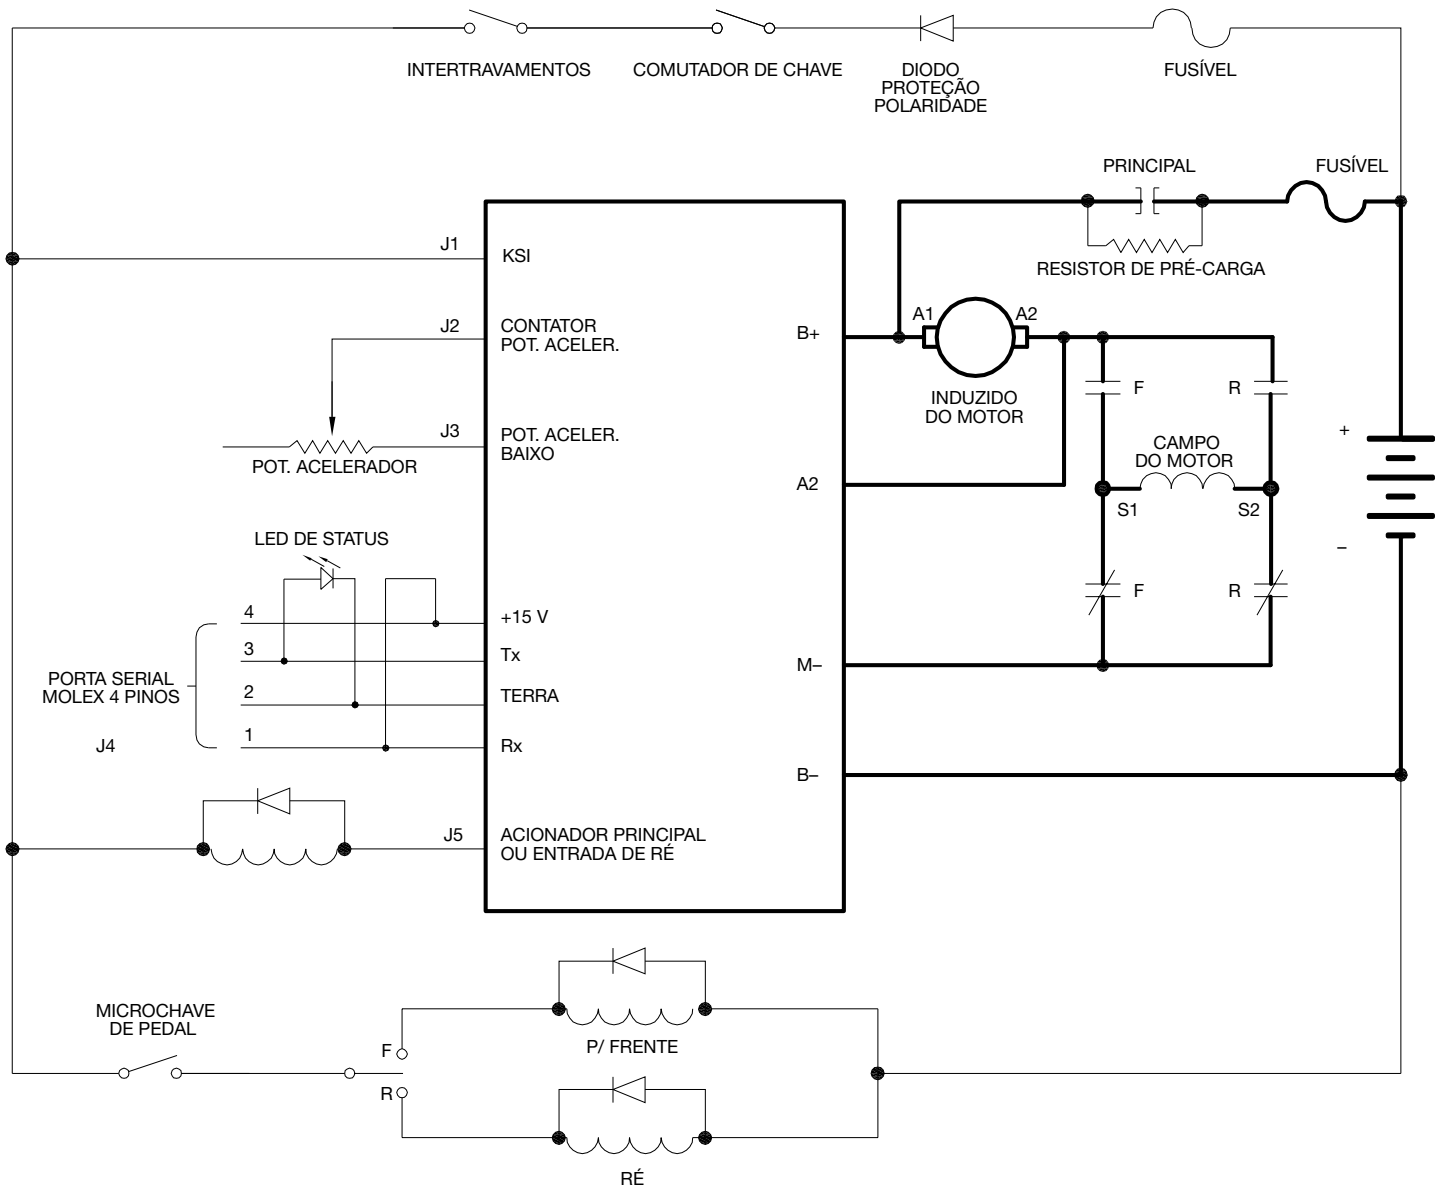 INTERTRAVAMENTOS
COMUTADOR DE CHAVE
DIODO
PROTEÇÃO
POLARIDADE
FUSÍVEL
PRINCIPAL
FUSÍVEL
RESISTOR DE PRÉ-CARGA
J1
KSI
J2
CONTATOR
POT. ACELER.
J3
POT. ACELER.
BAIXO
POT. ACELERADOR
B+
A1
A2
INDUZIDO
DO MOTOR
F
R
CAMPO
DO MOTOR
S1
S2
+
–
A2
LED DE STATUS
4
+15 V
3
Tx
2
TERRA
1
Rx
PORTA SERIAL
MOLEX 4 PINOS
J4
F
R
M–
B–
J5
ACIONADOR PRINCIPAL
OU ENTRADA DE RÉ
MICROCHAVE
DE PEDAL
F
R
P/ FRENTE
RÉ